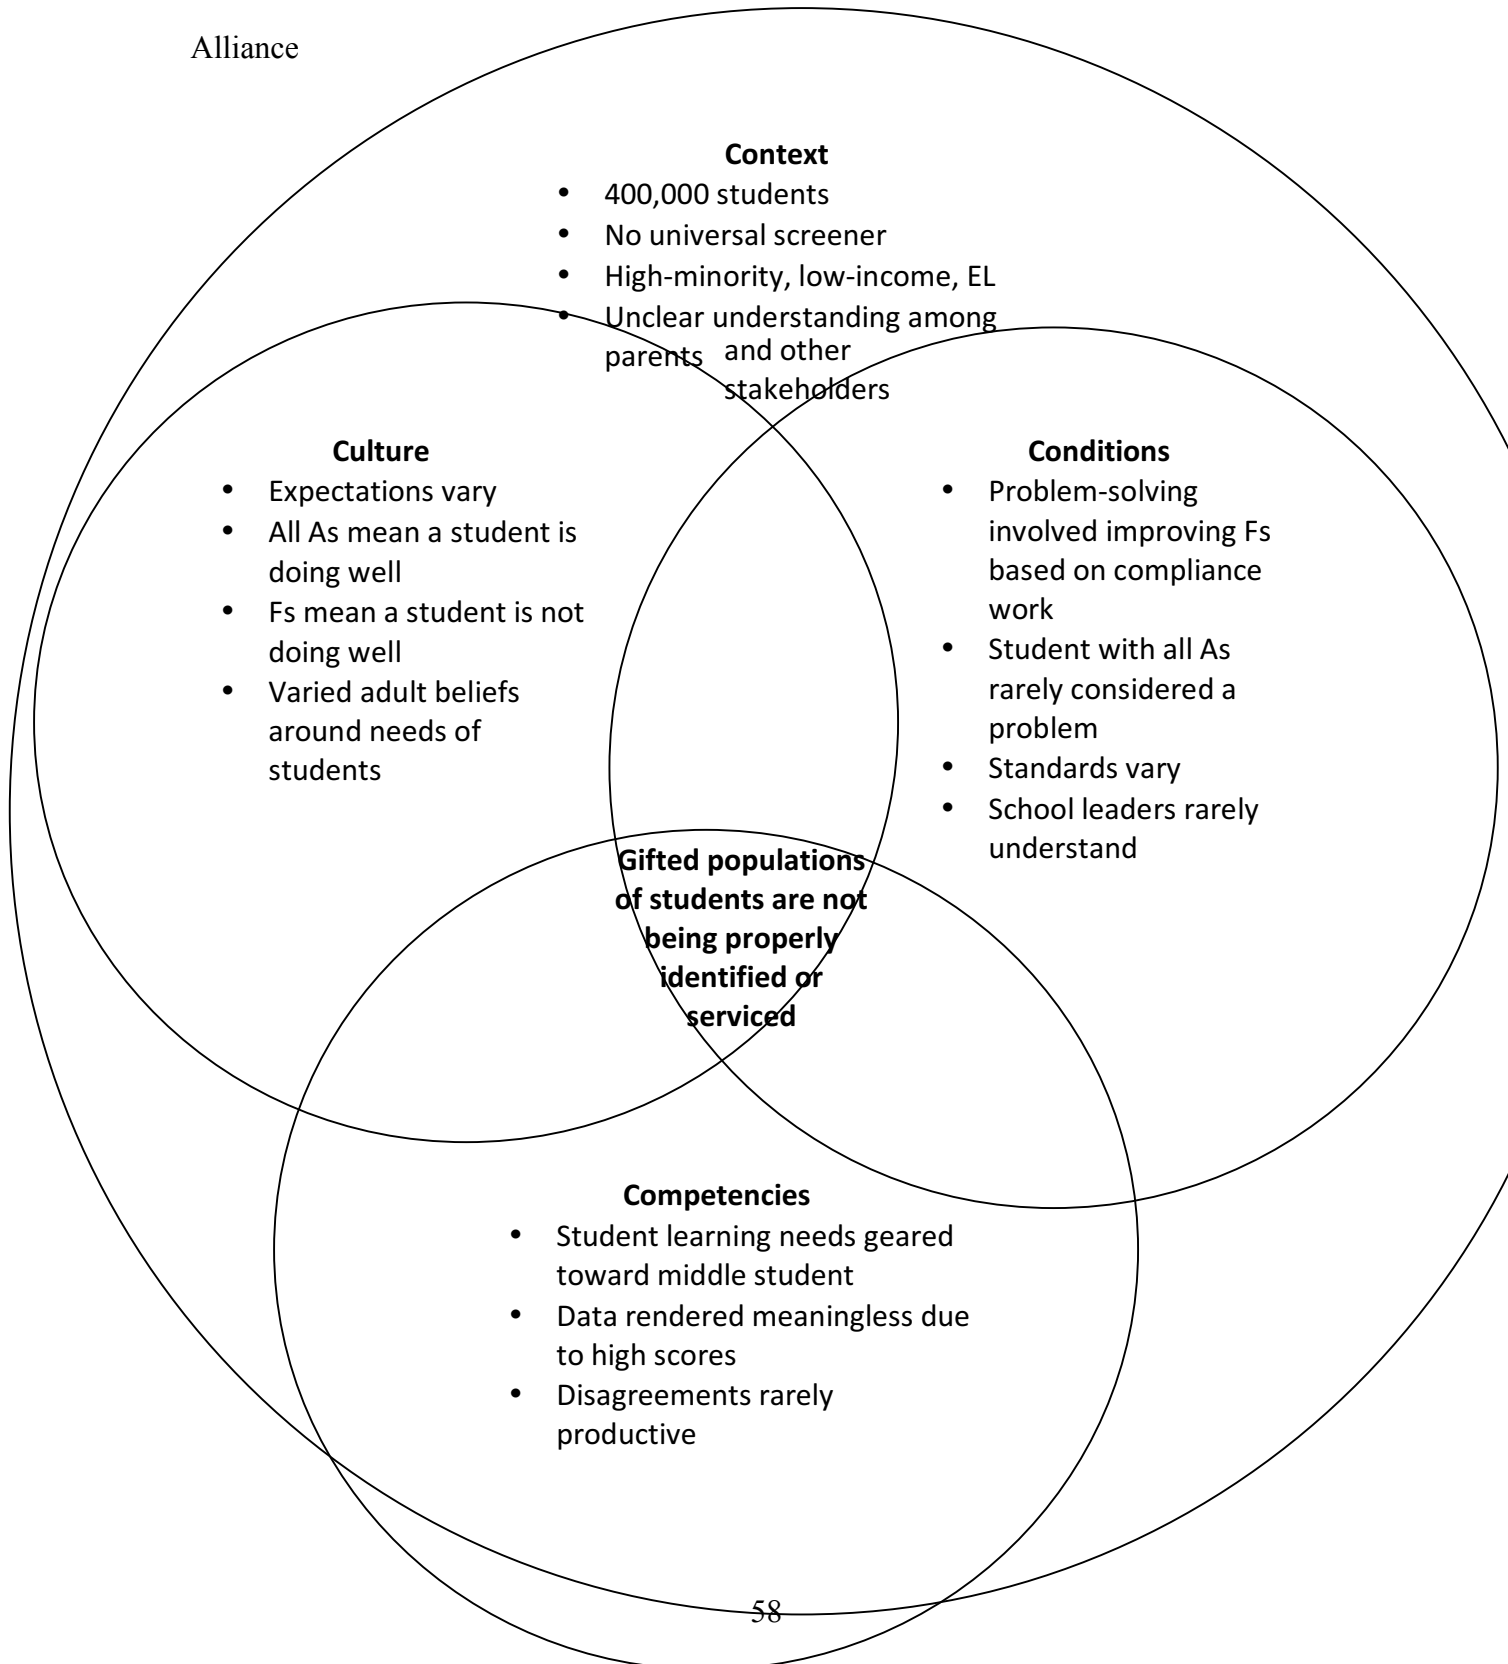 Alliance
Context
• 400,000 students
• No universal screener
• High-minority, low-income, EL
• Unclear understanding among
parents and other
stakeholders
Culture
• Expectations vary
• All As mean a student is
doing well
• Fs mean a student is not
doing well
• Varied adult beliefs
around needs of
students
Conditions
• Problem-solving
involved improving Fs
based on compliance
work
• Student with all As
rarely considered a
problem
• Standards vary
• School leaders rarely
understand
Gifted populations
of students are not
being properly
identified or
serviced
Competencies
• Student learning needs geared
toward middle student
• Data rendered meaningless due
to high scores
• Disagreements rarely
productive
58